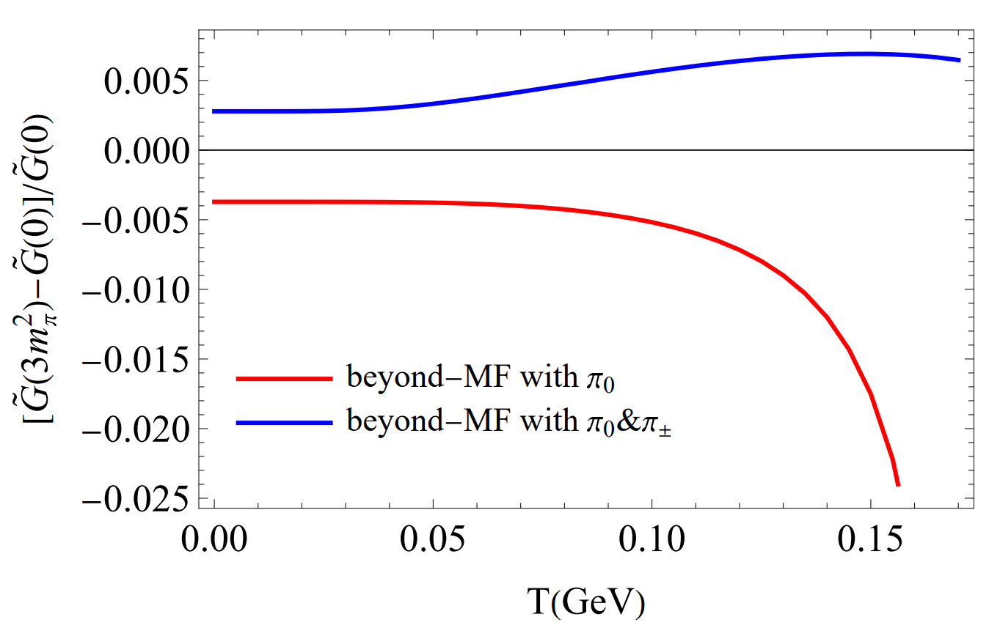 [G̃(3m²π)−G̃(0)]/G̃(0)
0.005
0.000
−0.005
−0.010
−0.015
−0.020
−0.025
beyond−MF with π₀
beyond−MF with π₀&π±
0.00 0.05 0.10 0.15
T(GeV)